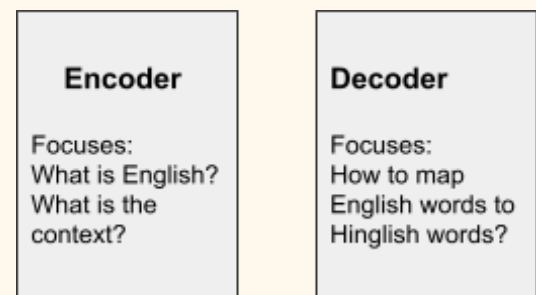 Encoder
Focuses:
What is English?
What is the
context?
Decoder
Focuses:
How to map
English words to
Hinglish words?